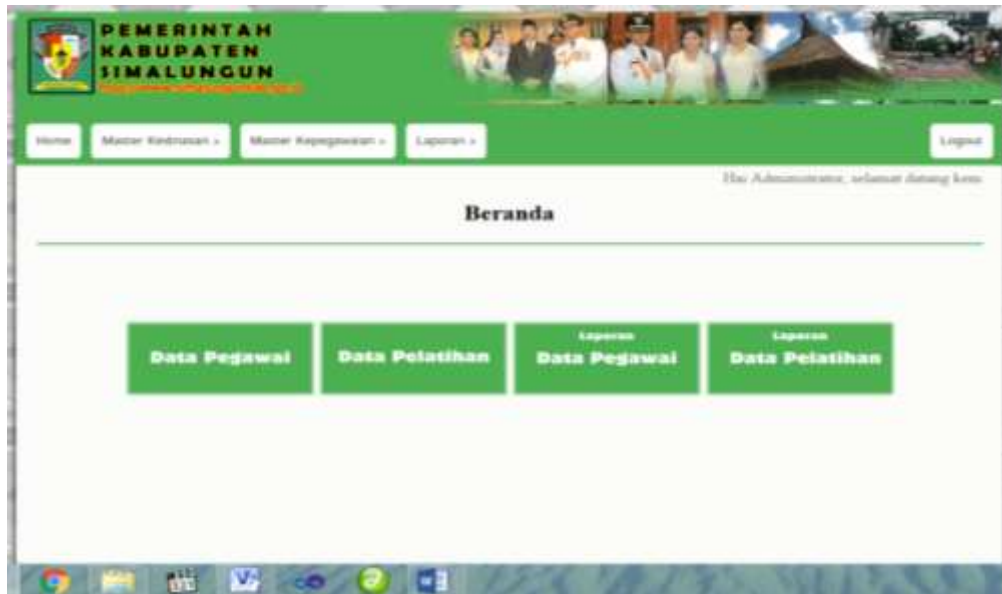 PEMERINTAH
KABUPATEN
SIMALUNGUN
Home
Master Kedinasan »
Master Kepegawaian »
Laporan »
Logout
Hai Administrator, selamat datang kem
Beranda
Data Pegawai
Data Pelatihan
Laporan
Data Pegawai
Laporan
Data Pelatihan